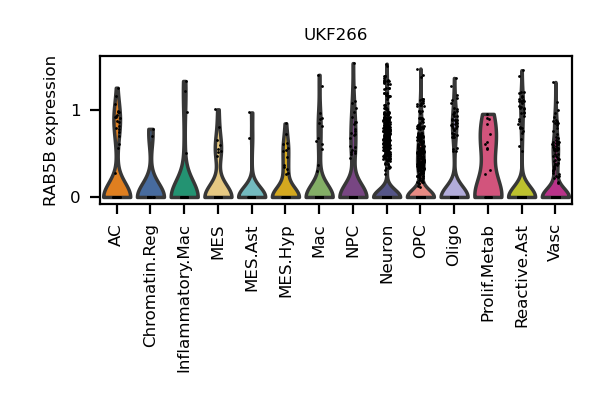 UKF266
RAB5B expression
1
0
AC
Chromatin.Reg
Inflammatory.Mac
MES
MES.Ast
MES.Hyp
Mac
NPC
Neuron
OPC
Oligo
Prolif.Metab
Reactive.Ast
Vasc